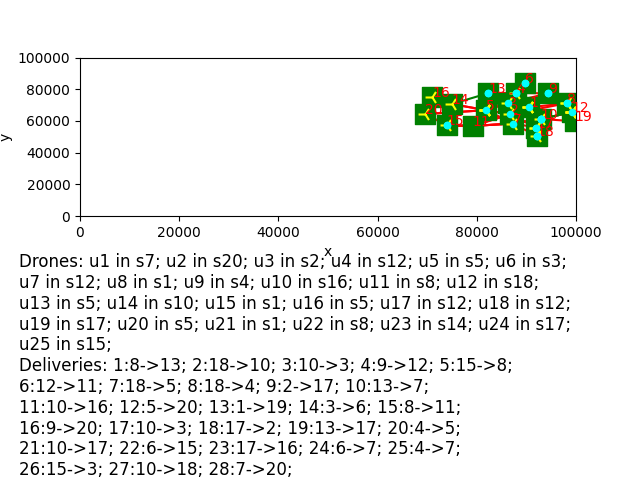 100000
80000
60000
40000
20000
0
y
0 20000 40000 60000 80000 100000
x
12
19
Drones: u1 in s7; u2 in s20; u3 in s2; u4 in s12; u5 in s5; u6 in s3;
u7 in s12; u8 in s1; u9 in s4; u10 in s16; u11 in s8; u12 in s18;
u13 in s5; u14 in s10; u15 in s1; u16 in s5; u17 in s12; u18 in s12;
u19 in s17; u20 in s5; u21 in s1; u22 in s8; u23 in s14; u24 in s17;
u25 in s15;
Deliveries: 1:8->13; 2:18->10; 3:10->3; 4:9->12; 5:15->8;
6:12->11; 7:18->5; 8:18->4; 9:2->17; 10:13->7;
11:10->16; 12:5->20; 13:1->19; 14:3->6; 15:8->11;
16:9->20; 17:10->3; 18:17->2; 19:13->17; 20:4->5;
21:10->17; 22:6->15; 23:17->16; 24:6->7; 25:4->7;
26:15->3; 27:10->18; 28:7->20;